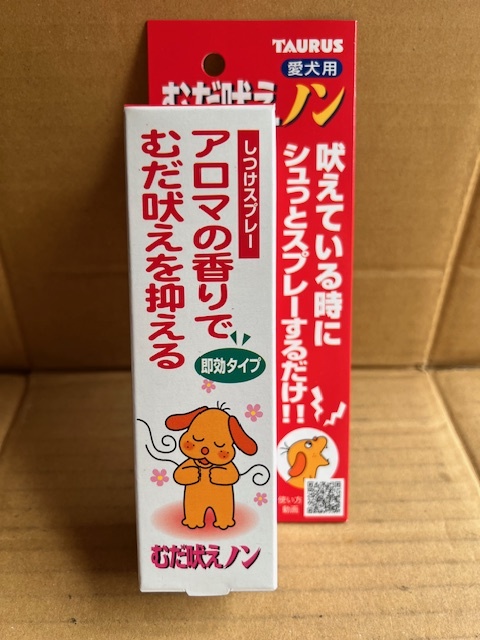 TAURUS
愛犬用
むだ吠えノン
吠えている時に
シュっとスプレーするだけ!!
使い方
動画
しつけスプレー
アロマの香りで
むだ吠えを抑える
即効タイプ
むだ吠えノン